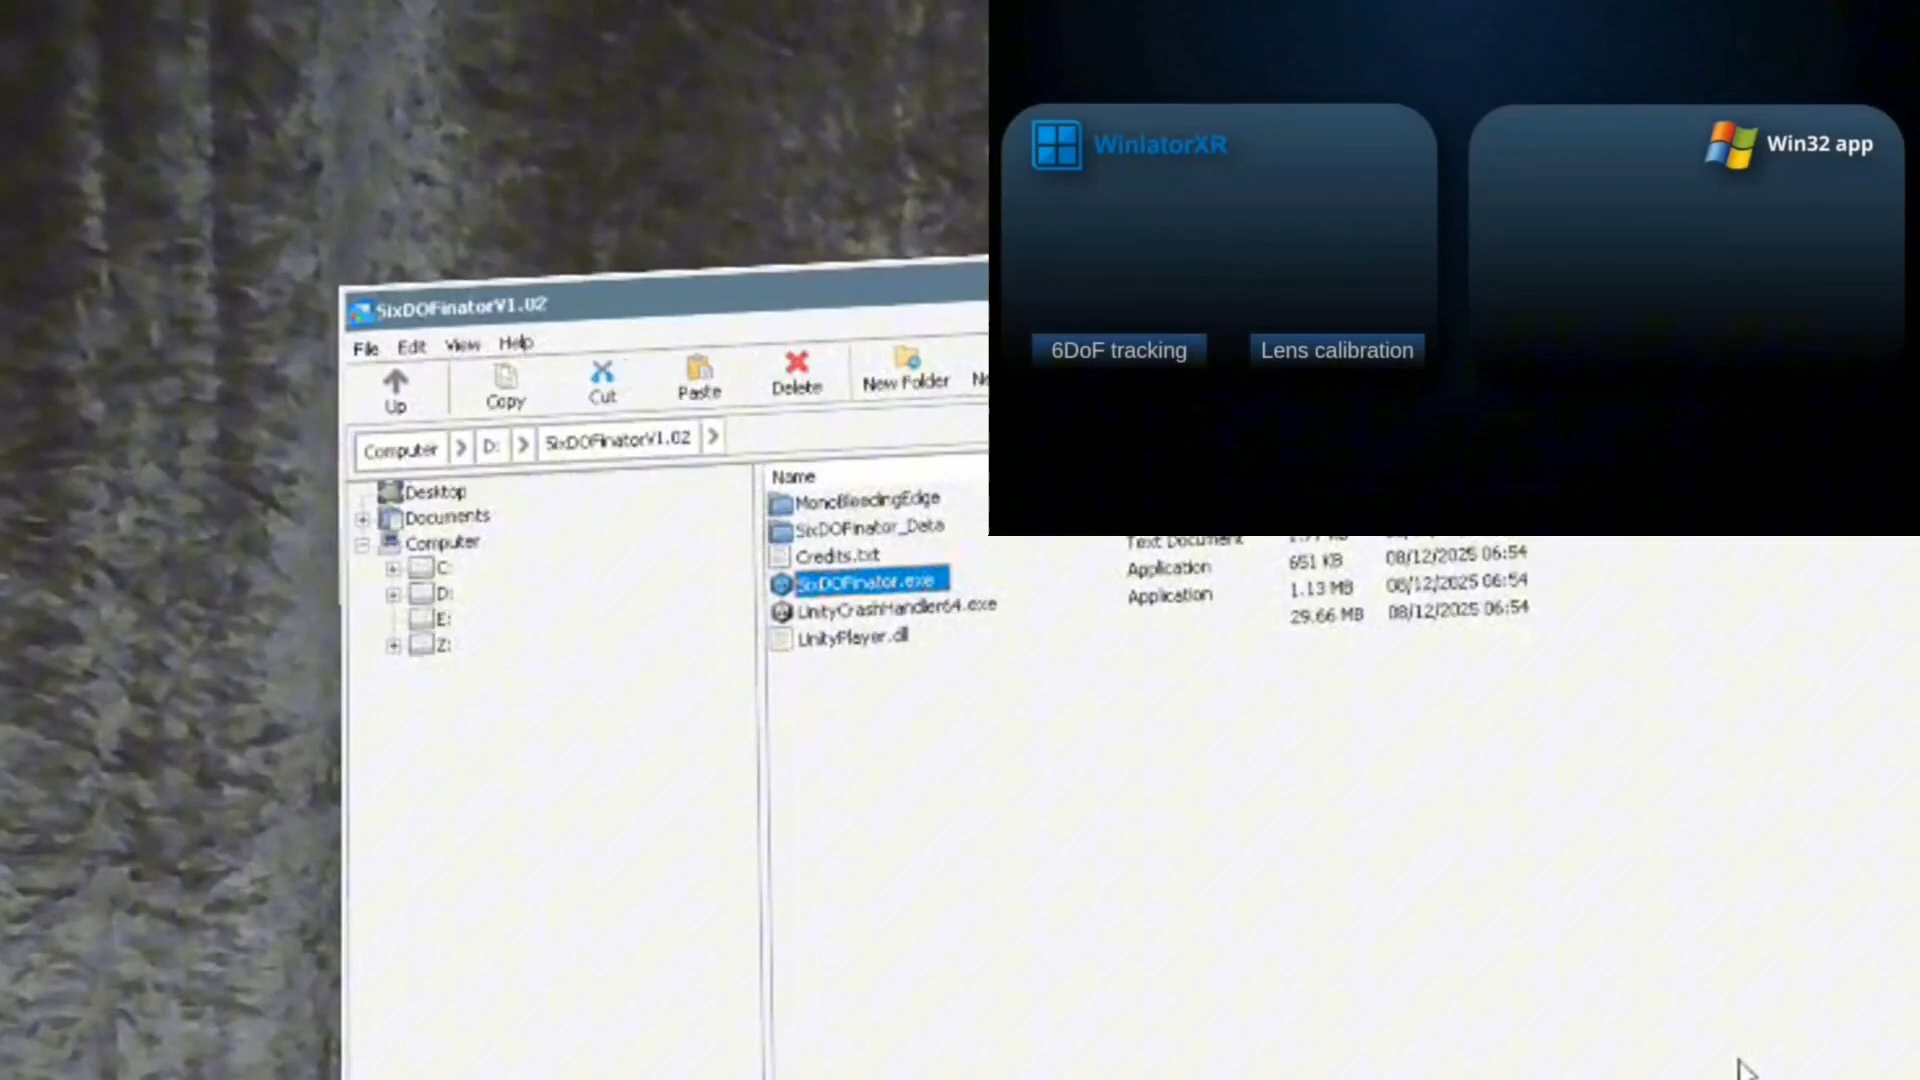 WinlatorXR
Win32 app
6DoF tracking
Lens calibration
SixDOFinatorV1.02
File Edit View Help
Up Copy Cut Paste Delete New Folder
Computer D: SixDOFinatorV1.02
Desktop
Documents
Computer
C:
D:
E:
Z:
Name
MonoBleedingEdge
SixDOFinator_Data
Credits.txt Text Document
SixDOFinator.exe Application 651 KB 08/12/2025 06:54
UnityCrashHandler64.exe Application 1.13 MB 08/12/2025 06:54
UnityPlayer.dll 29.66 MB 08/12/2025 06:54